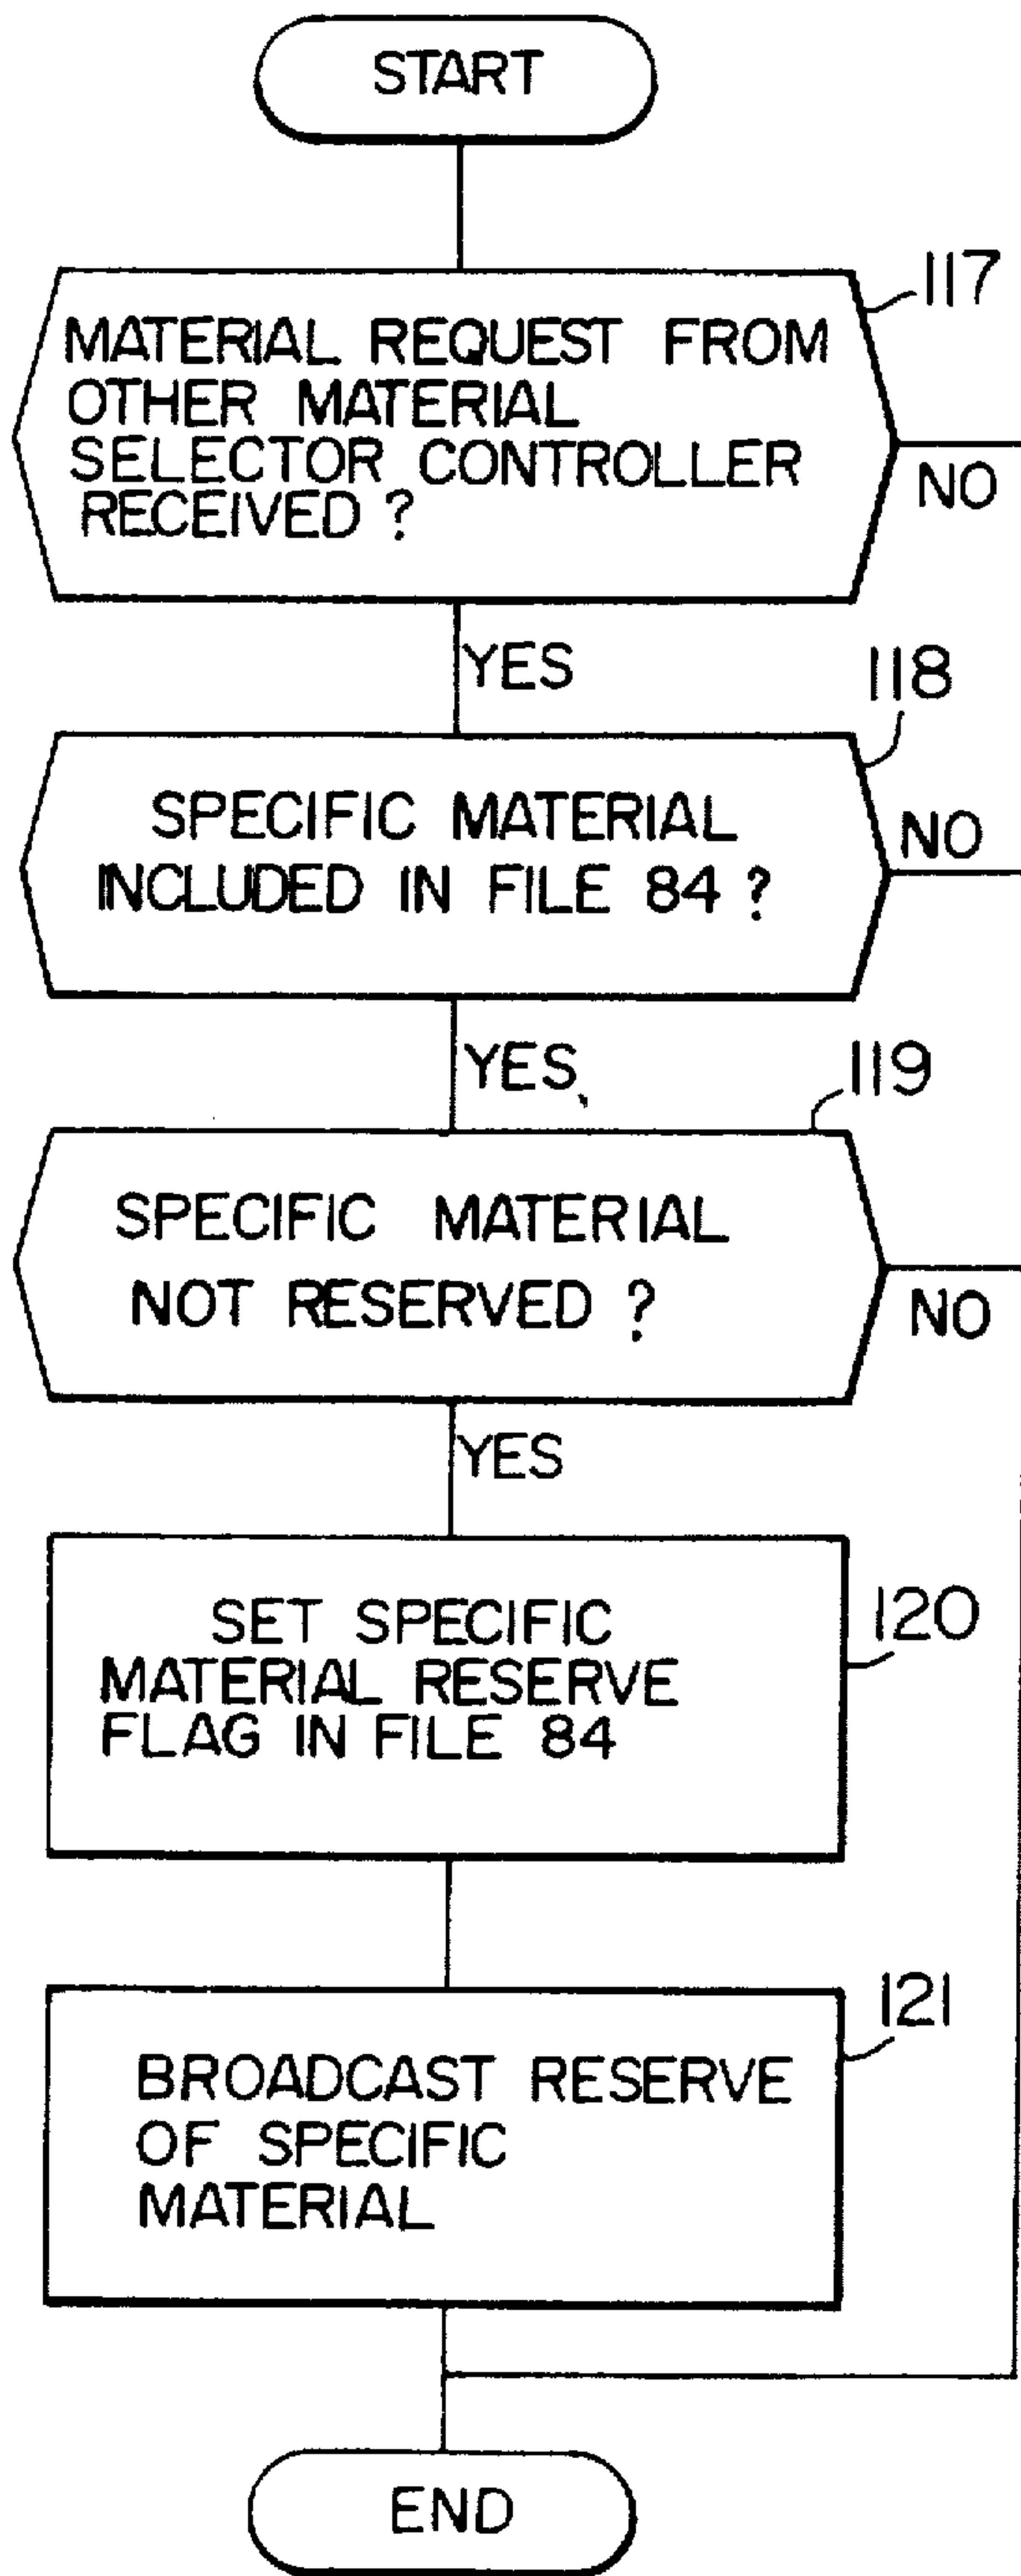 START
117
MATERIAL REQUEST FROM
OTHER MATERIAL
SELECTOR CONTROLLER
RECEIVED ?
NO
YES
118
SPECIFIC MATERIAL
INCLUDED IN FILE 84 ?
NO
YES
119
SPECIFIC MATERIAL
NOT RESERVED ?
NO
YES
120
SET SPECIFIC
MATERIAL RESERVE
FLAG IN FILE 84
121
BROADCAST RESERVE
OF SPECIFIC
MATERIAL
END